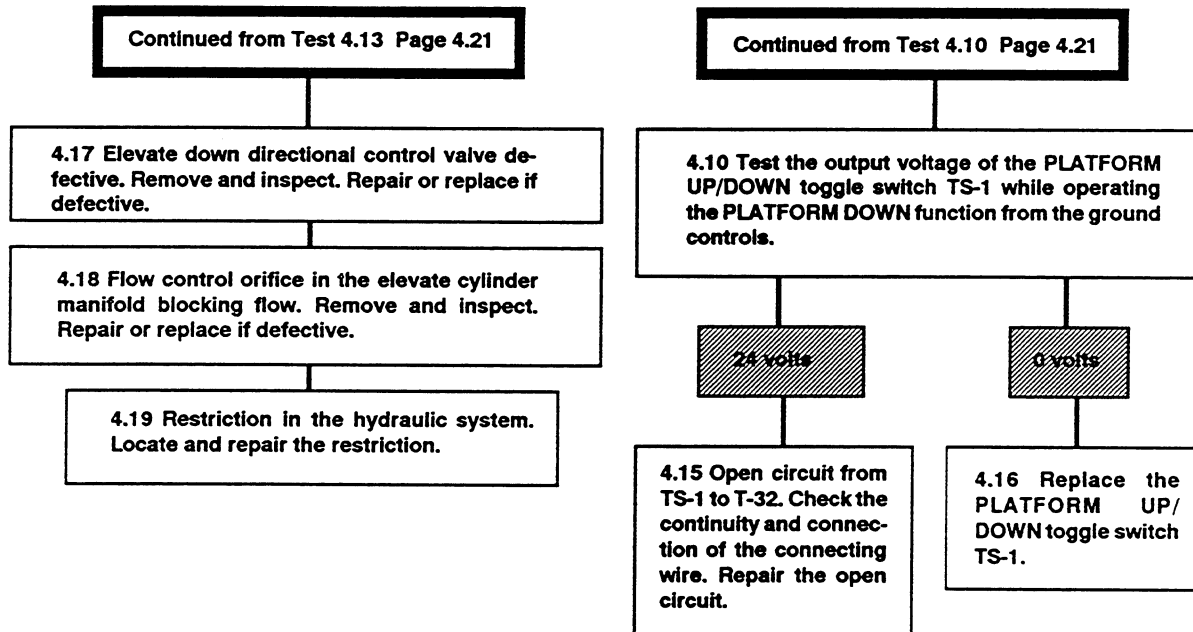 Continued from Test 4.13 Page 4.21
4.17 Elevate down directional control valve de-
fective. Remove and inspect. Repair or replace if
defective.
4.18 Flow control orifice in the elevate cylinder
manifold blocking flow. Remove and inspect.
Repair or replace if defective.
4.19 Restriction in the hydraulic system.
Locate and repair the restriction.
Continued from Test 4.10 Page 4.21
4.10 Test the output voltage of the PLATFORM
UP/DOWN toggle switch TS-1 while operating
the PLATFORM DOWN function from the ground
controls.
24 volts
0 volts
4.15 Open circuit from
TS-1 to T-32. Check the
continuity and connec-
tion of the connecting
wire. Repair the open
circuit.
4.16 Replace the
PLATFORM UP/
DOWN toggle switch
TS-1.